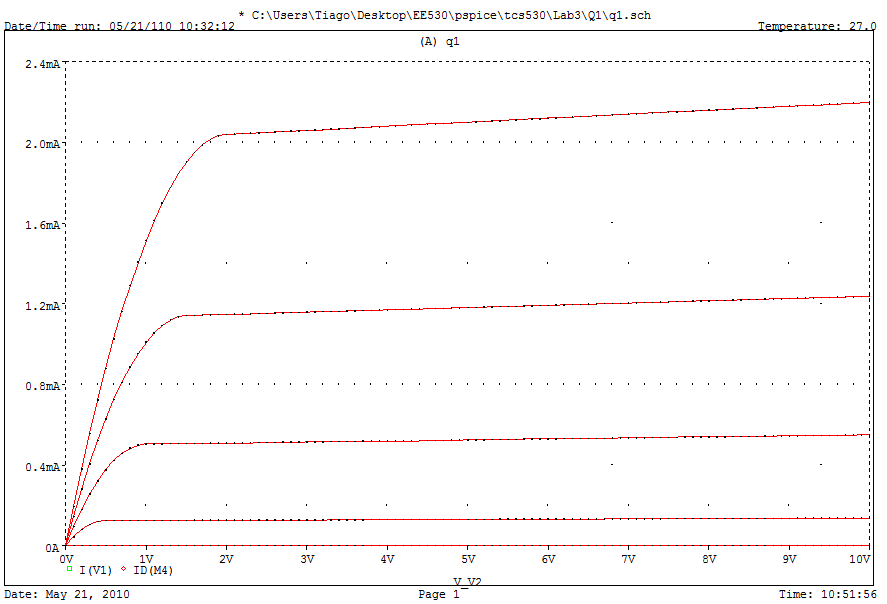 * C:\Users\Tiago\Desktop\EE530\pspice\tcs530\Lab3\Q1\q1.sch
Date/Time run: 05/21/110 10:32:12 Temperature: 27.0
(A) q1
2.4mA
2.0mA
1.6mA
1.2mA
0.8mA
0.4mA
0A
0V 1V 2V 3V 4V 5V 6V 7V 8V 9V 10V
I(V1) ID(M4)
V_V2
Date: May 21, 2010 Page 1 Time: 10:51:56